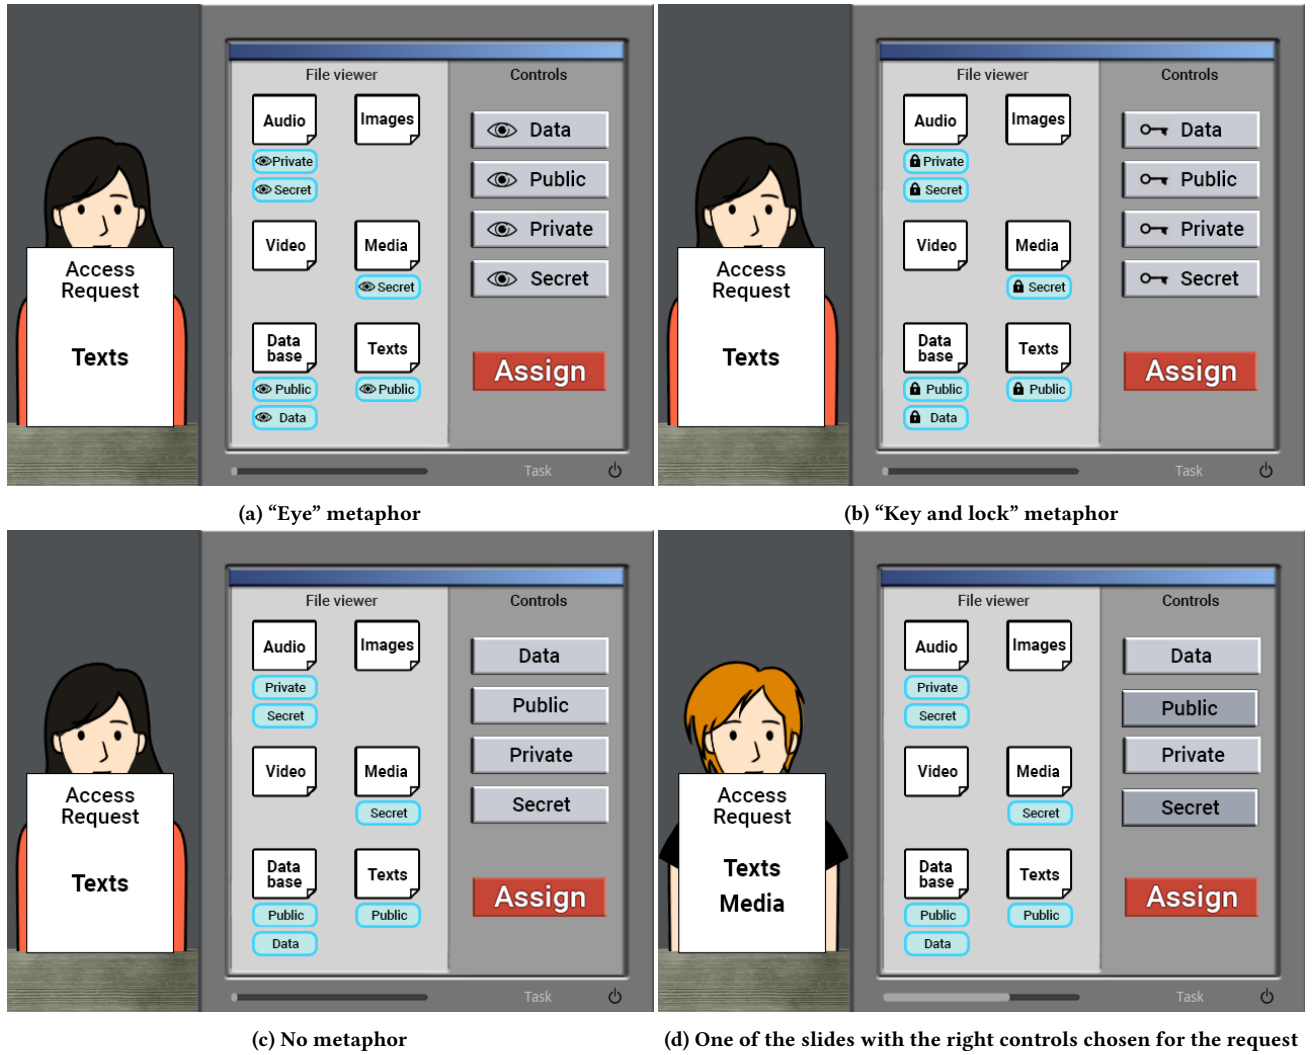 File viewer
Controls
Audio
Images
Private
Secret
Video
Media
Secret
Data
base
Texts
Public
Public
Data
Data
Public
Private
Secret
Assign
Access
Request
Texts
Task
(a) “Eye” metaphor
File viewer
Controls
Audio
Images
Private
Secret
Video
Media
Secret
Data
base
Texts
Public
Public
Data
Data
Public
Private
Secret
Assign
Access
Request
Texts
Task
(b) “Key and lock” metaphor
File viewer
Controls
Audio
Images
Private
Secret
Video
Media
Secret
Data
base
Texts
Public
Public
Data
Data
Public
Private
Secret
Assign
Access
Request
Texts
Task
(c) No metaphor
File viewer
Controls
Audio
Images
Private
Secret
Video
Media
Secret
Data
base
Texts
Public
Public
Data
Data
Public
Private
Secret
Assign
Access
Request
Texts
Media
Task
(d) One of the slides with the right controls chosen for the request